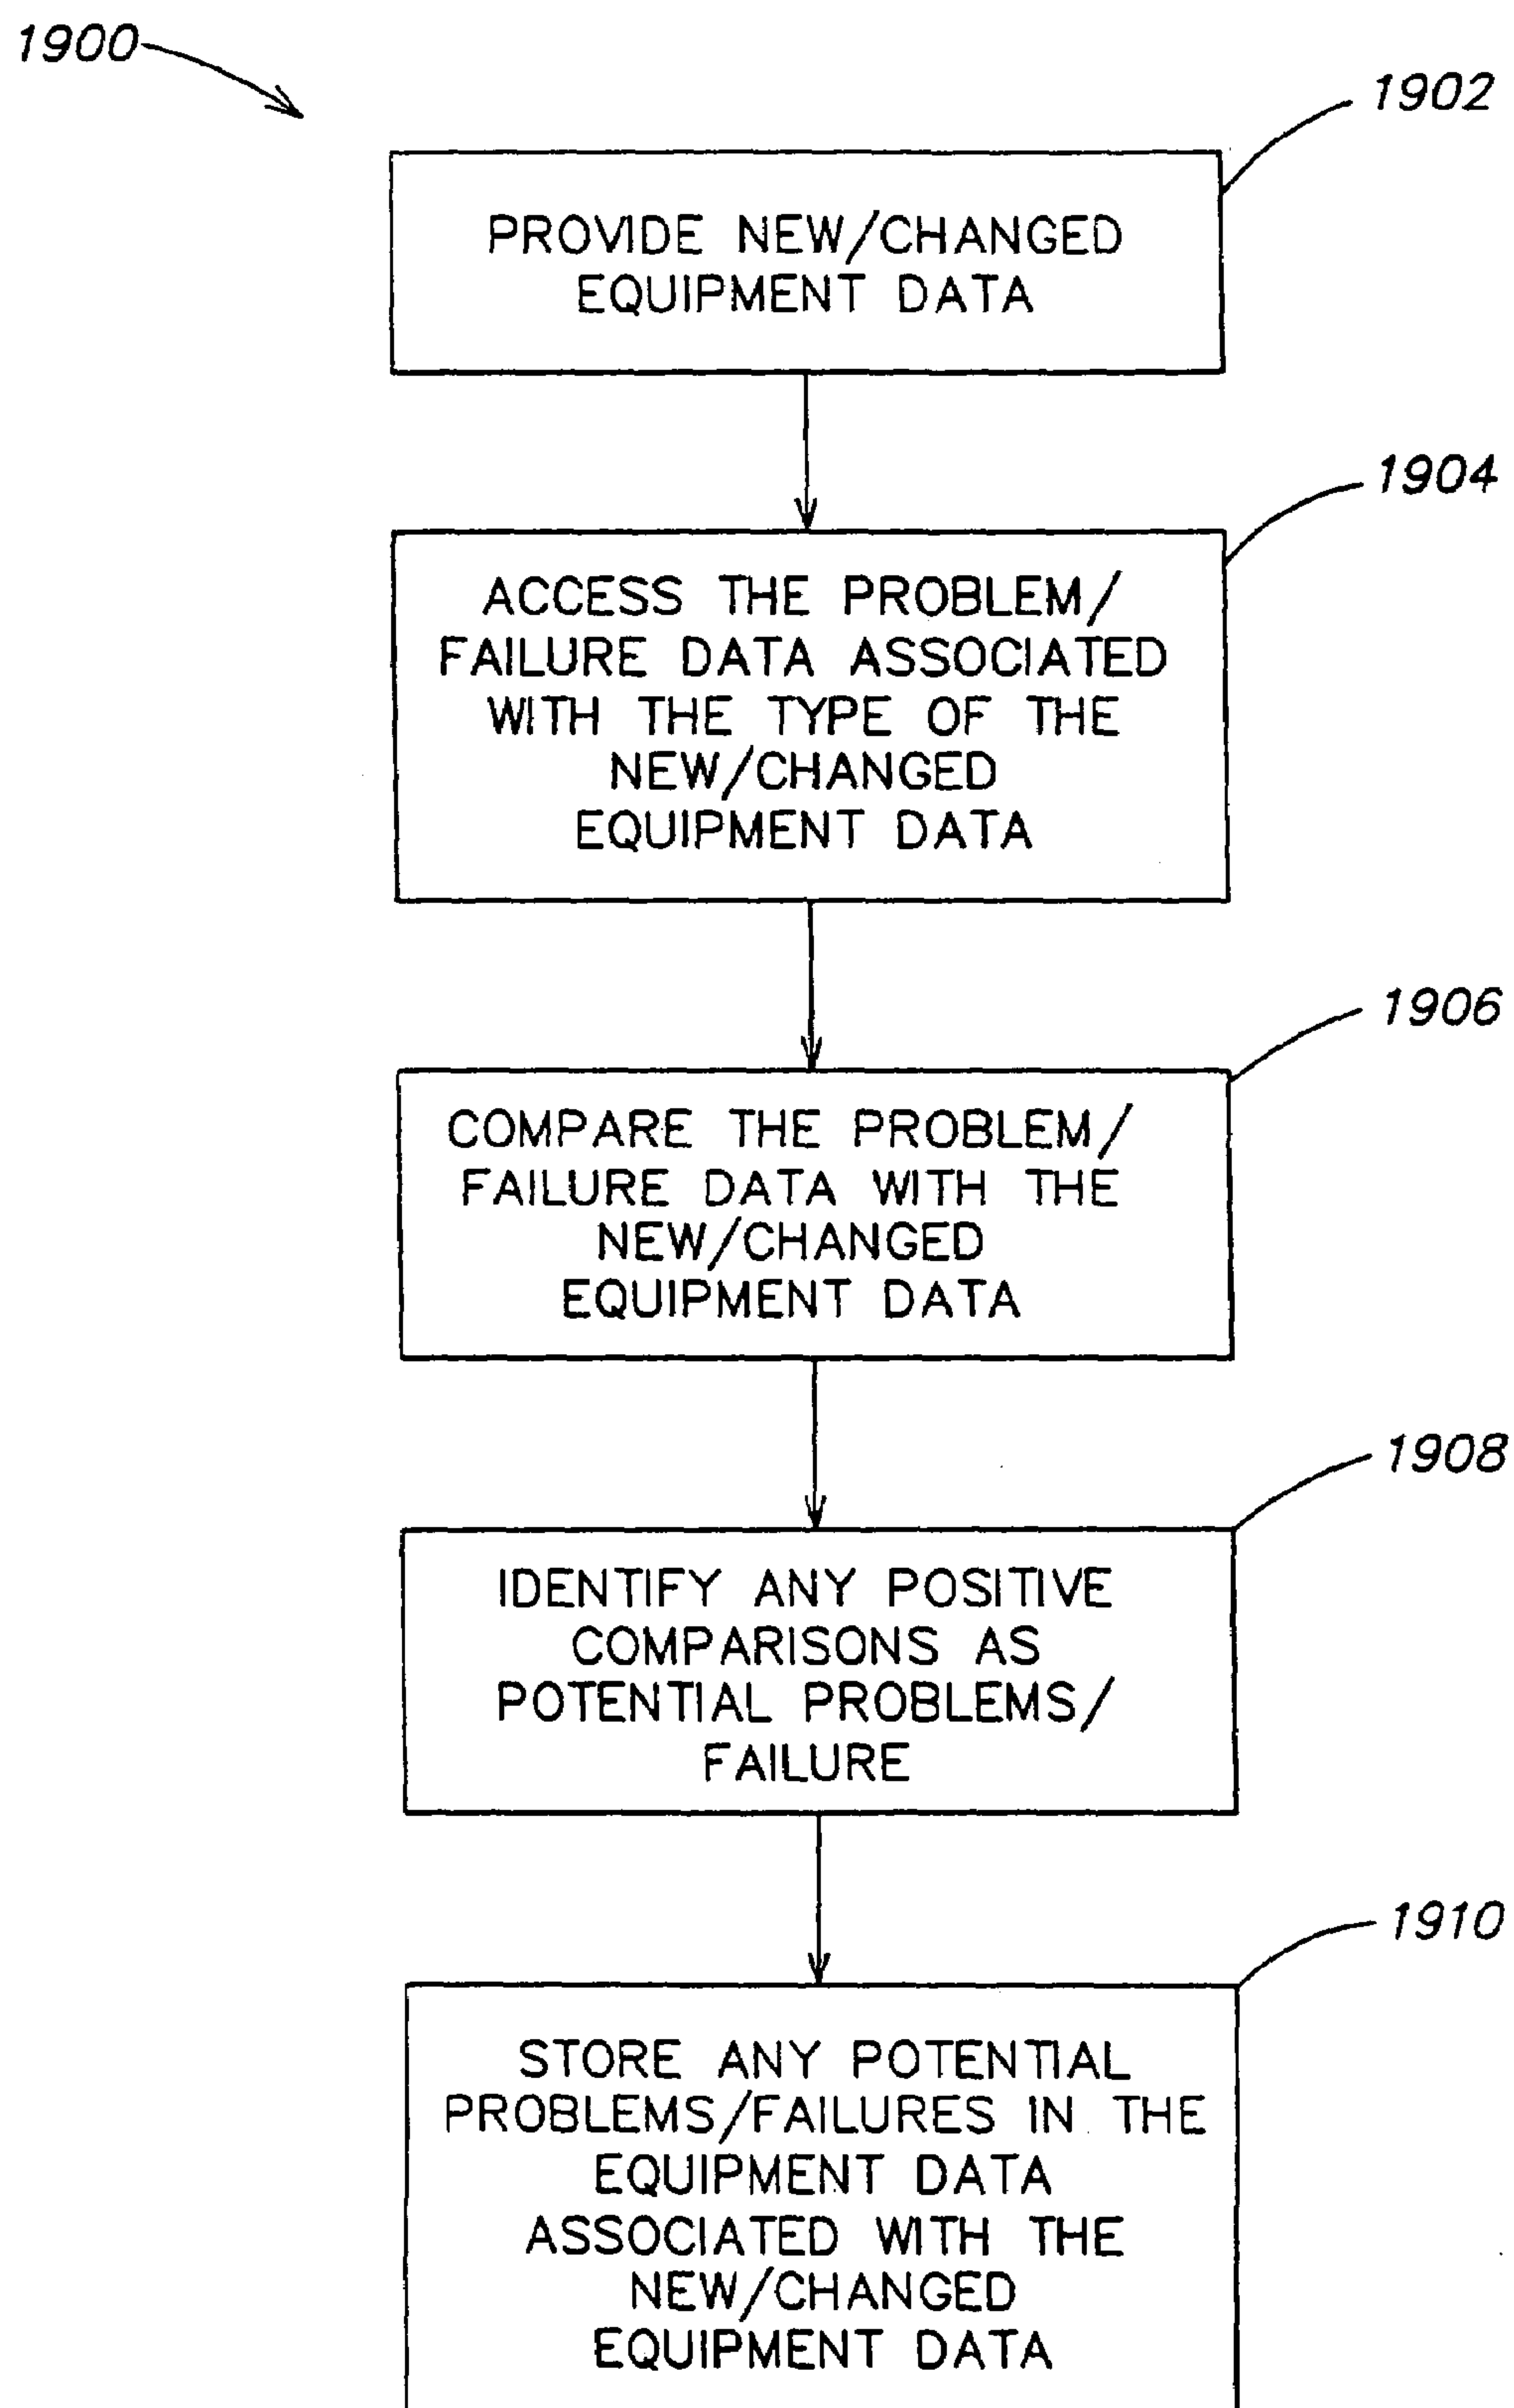 1900
1902
PROVIDE NEW/CHANGED
EQUIPMENT DATA
1904
ACCESS THE PROBLEM/
FAILURE DATA ASSOCIATED
WITH THE TYPE OF THE
NEW/CHANGED
EQUIPMENT DATA
1906
COMPARE THE PROBLEM/
FAILURE DATA WITH THE
NEW/CHANGED
EQUIPMENT DATA
1908
IDENTIFY ANY POSITIVE
COMPARISONS AS
POTENTIAL PROBLEMS/
FAILURE
1910
STORE ANY POTENTIAL
PROBLEMS/FAILURES IN THE
EQUIPMENT DATA
ASSOCIATED WITH THE
NEW/CHANGED
EQUIPMENT DATA